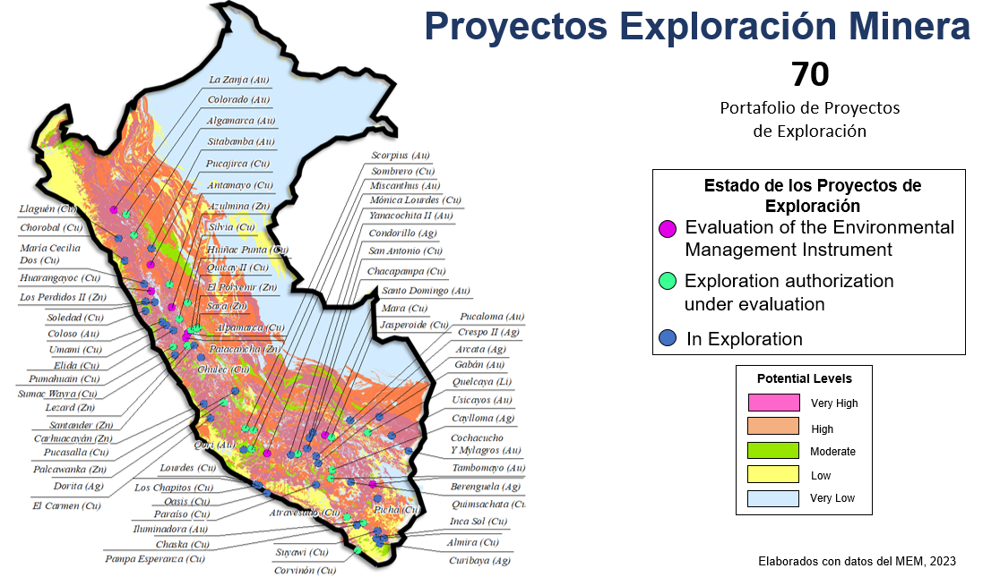 Proyectos Exploración Minera
70
Portafolio de Proyectos
de Exploración
Estado de los Proyectos de
Exploración
Evaluation of the Environmental
Management Instrument
Exploration authorization
under evaluation
In Exploration
Potential Levels
Very High
High
Moderate
Low
Very Low
Elaborados con datos del MEM, 2023
La Zanja (Au)
Colorado (Au)
Algamarca (Au)
Sitabamba (Au)
Pucajirca (Cu)
Antamayo (Cu)
Azulmina (Zn)
Silvia (Cu)
Huiñac Punta (Cu)
Quicay II (Cu)
El Porvenir (Zn)
Sara (Zn)
Alpamarca (Cu)
Patacancha (Zn)
Chulec (Cu)
Llaguén (Cu)
Chorobal (Cu)
Maria Cecilia
Dos (Cu)
Huarangayoc (Cu)
Los Perdidos II (Zn)
Soledad (Cu)
Coloso (Au)
Umami (Cu)
Elida (Cu)
Pumahuain (Cu)
Sumac Wayra (Cu)
Lezard (Zn)
Santander (Zn)
Carhuacayán (Zn)
Pucasalla (Cu)
Palcawanka (Zn)
Dorita (Ag)
El Carmen (Cu)
Qori (Au)
Lourdes (Cu)
Los Chapitos (Cu)
Oasis (Cu)
Paraíso (Cu)
Iluminadora (Au)
Chaska (Cu)
Pampa Esperanza (Cu)
Atravesado (Cu)
Suyawi (Cu)
Corvinón (Cu)
Scorpius (Au)
Sombrero (Cu)
Miscanthus (Au)
Mónica Lourdes (Cu)
Yanacochita II (Au)
Condorillo (Ag)
San Antonio (Cu)
Chacapampa (Cu)
Santo Domingo (Au)
Mara (Cu)
Jasperoide (Cu)
Pucaloma (Au)
Crespo II (Ag)
Arcata (Ag)
Gabán (Au)
Quelcaya (Li)
Usicayos (Au)
Caylloma (Ag)
Cochacucho
Y Mylagros (Au)
Tambomayo (Au)
Berenguela (Ag)
Quimsachata (Cu
Picha (Cu)
Inca Sol (Cu)
Almira (Cu)
Curibaya (Ag)